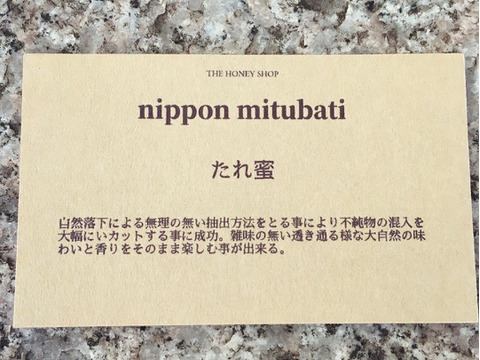 THE HONEY SHOP
nippon mitubati
たれ蜜
自然落下による無理の無い抽出方法をとる事により不純物の混入を
大幅にいカットする事に成功。雑味の無い透き通る様な大自然の味
わいと香りをそのまま楽しむ事が出来る。